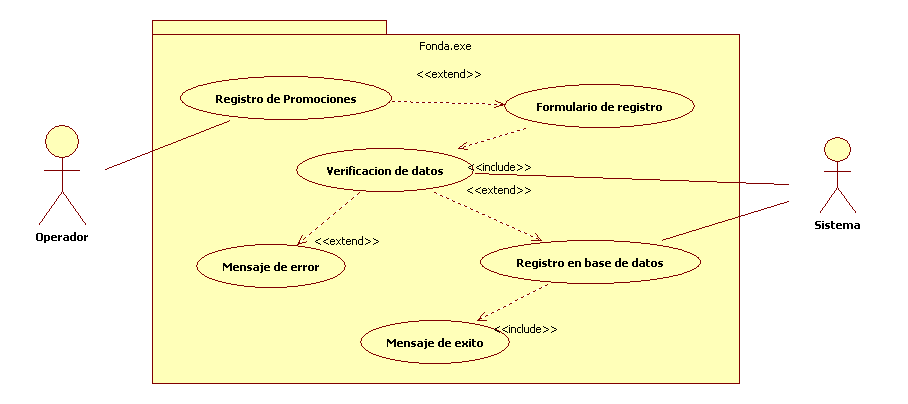 Fonda.exe
<<extend>>
Registro de Promociones
Formulario de registro
Verificacion de datos
<<include>>
<<extend>>
Operador
Sistema
<<extend>>
Mensaje de error
Registro en base de datos
<<include>>
Mensaje de exito